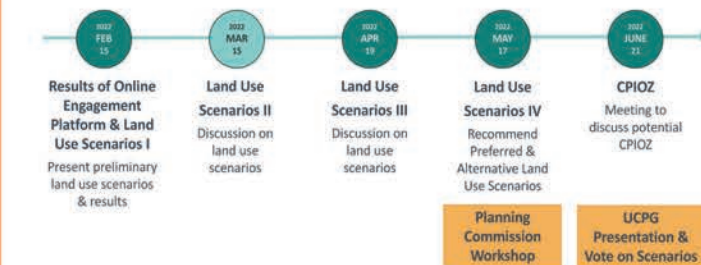 2022
FEB
15
Results of Online
Engagement
Platform & Land
Use Scenarios I
Present preliminary
land use scenarios
& results
2022
MAR
15
Land Use
Scenarios II
Discussion on
land use
scenarios
2022
APR
19
Land Use
Scenarios III
Discussion on
land use
scenarios
2022
MAY
17
Land Use
Scenarios IV
Recommend
Preferred &
Alternative Land
Use Scenarios
Planning
Commission
Workshop
2022
JUNE
21
CPIOZ
Meeting to
discuss potential
CPIOZ
UCPG
Presentation &
Vote on Scenarios